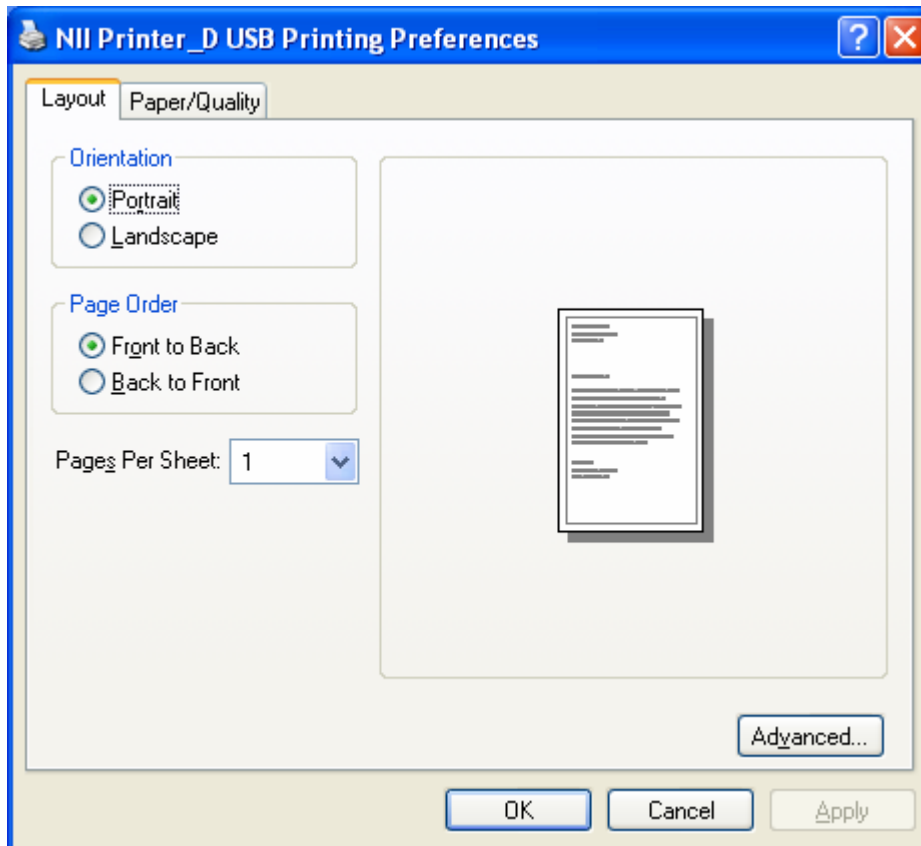 NII Printer_D USB Printing Preferences
Layout
Paper/Quality
Orientation
Portrait
Landscape
Page Order
Front to Back
Back to Front
Pages Per Sheet: 1
Advanced...
OK
Cancel
Apply